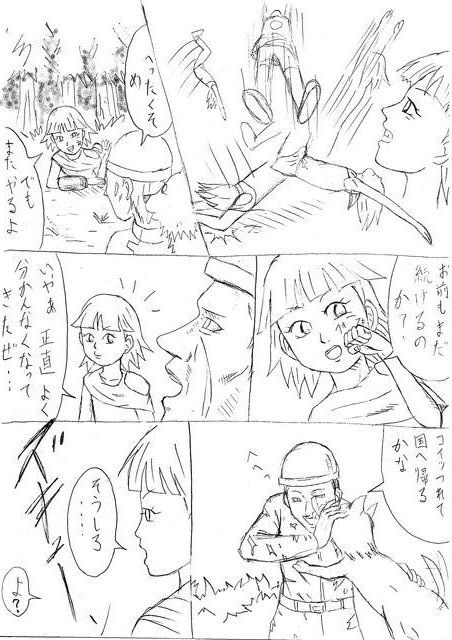 へったくそ
め
でも
またやるよ
お前もまだ
続けるの
か?
いやぁ 正直 よく
分かんなくなって
きたぜ…
コイツつれて
国へ帰る
かな
そうしろ
……
よ?